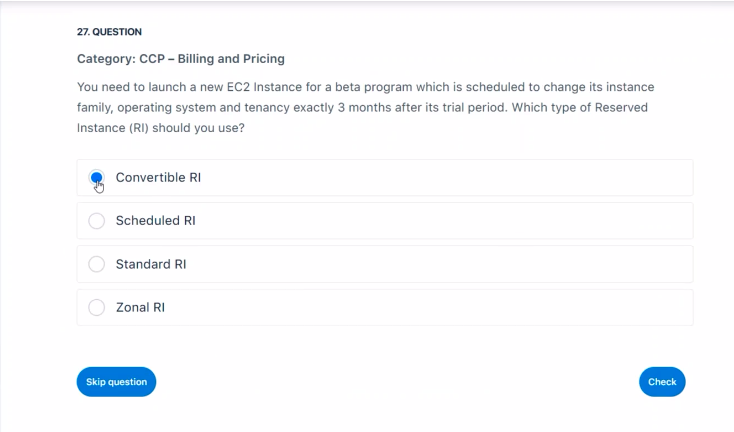 27. QUESTION
Category: CCP – Billing and Pricing
You need to launch a new EC2 Instance for a beta program which is scheduled to change its instance
family, operating system and tenancy exactly 3 months after its trial period. Which type of Reserved
Instance (RI) should you use?
Convertible RI
Scheduled RI
Standard RI
Zonal RI
Skip question
Check